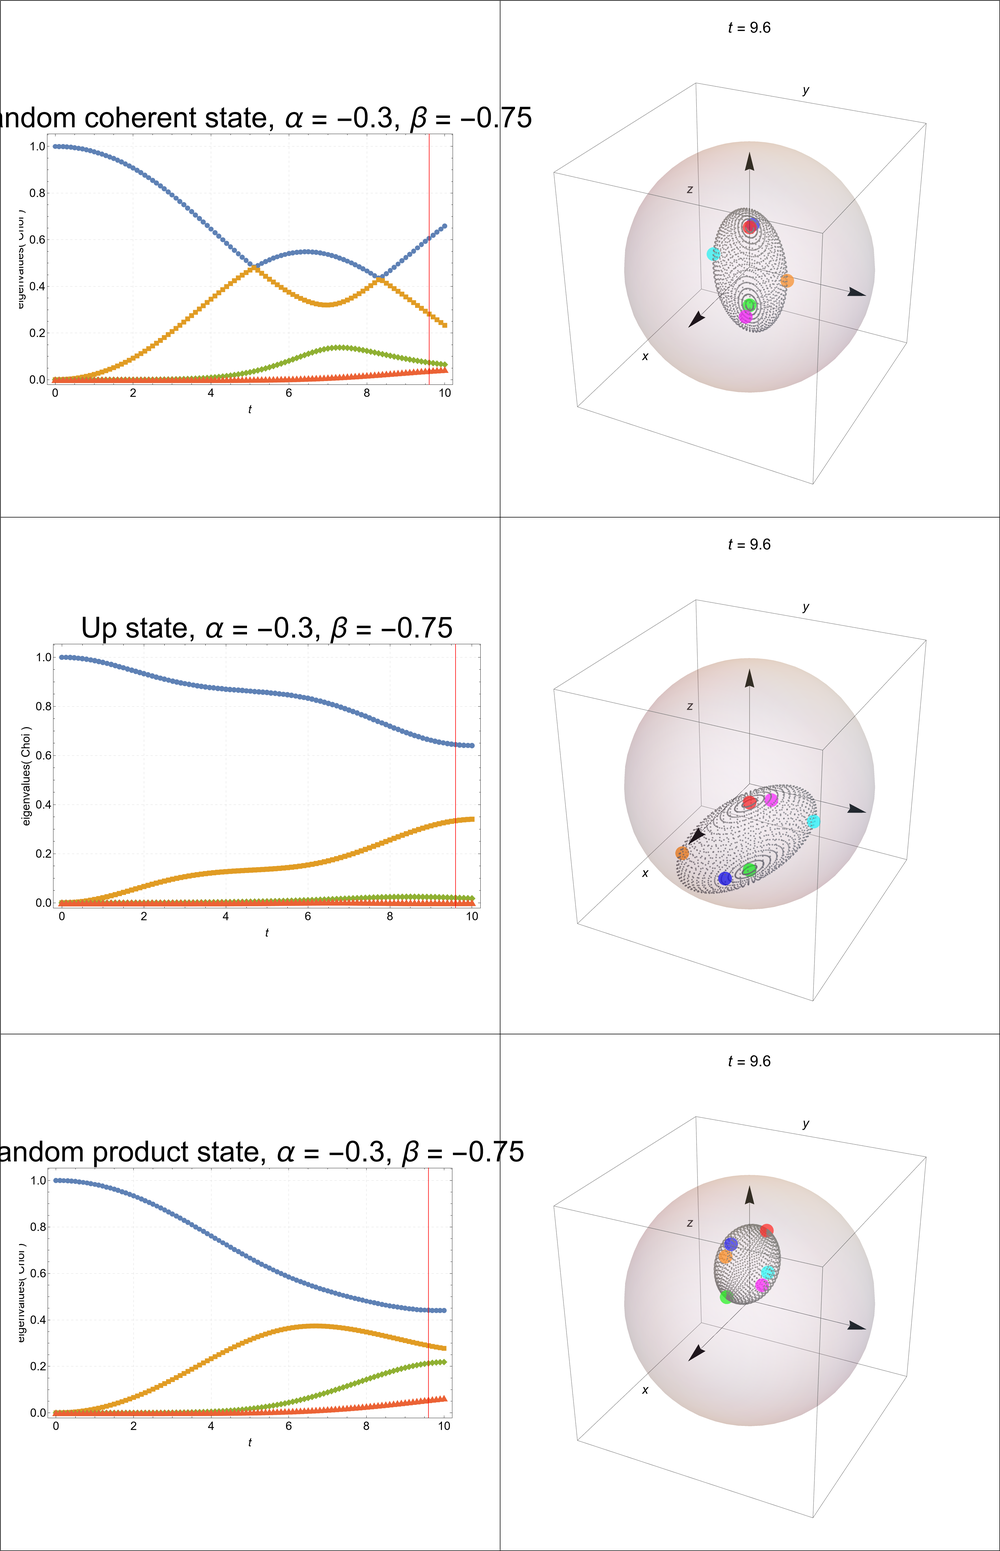 t = 9.6
andom coherent state, α = −0.3, β = −0.75
1.0
0.8
0.6
0.4
0.2
0.0
eigenvalues( Choi )
0 2 4 6 8 10
t
y
z
x
t = 9.6
Up state, α = −0.3, β = −0.75
1.0
0.8
0.6
0.4
0.2
0.0
eigenvalues( Choi )
0 2 4 6 8 10
t
y
z
x
t = 9.6
andom product state, α = −0.3, β = −0.75
1.0
0.8
0.6
0.4
0.2
0.0
eigenvalues( Choi )
0 2 4 6 8 10
t
y
z
x